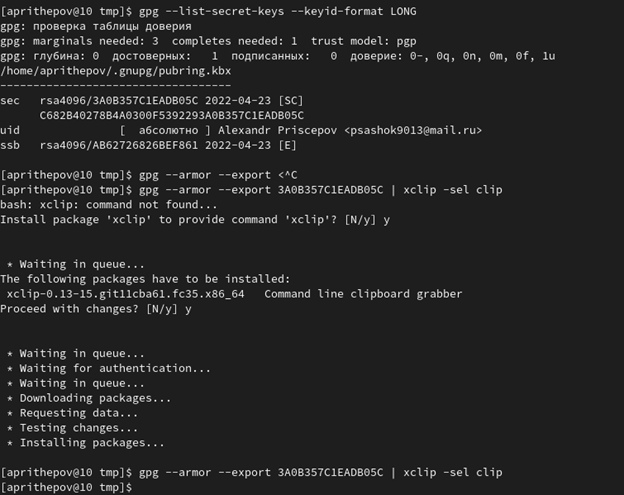 [aprithepov@10 tmp]$ gpg --list-secret-keys --keyid-format LONG
gpg: проверка таблицы доверия
gpg: marginals needed: 3  completes needed: 1  trust model: pgp
gpg: глубина: 0  достоверных:   1  подписанных:   0  доверие: 0-, 0q, 0n, 0m, 0f, 1u
/home/aprithepov/.gnupg/pubring.kbx
-----------------------------------
sec   rsa4096/3A0B357C1EADB05C 2022-04-23 [SC]
      C682B40278B4A0300F5392293A0B357C1EADB05C
uid                 [  абсолютно ] Alexandr Priscepov <psashok9013@mail.ru>
ssb   rsa4096/AB62726826BEF861 2022-04-23 [E]
[aprithepov@10 tmp]$ gpg --armor --export <^C
[aprithepov@10 tmp]$ gpg --armor --export 3A0B357C1EADB05C | xclip -sel clip
bash: xclip: command not found...
Install package 'xclip' to provide command 'xclip'? [N/y] y
 * Waiting in queue...
The following packages have to be installed:
 xclip-0.13-15.git11cba61.fc35.x86_64   Command line clipboard grabber
Proceed with changes? [N/y] y
 * Waiting in queue...
 * Waiting for authentication...
 * Waiting in queue...
 * Downloading packages...
 * Requesting data...
 * Testing changes...
 * Installing packages...
[aprithepov@10 tmp]$ gpg --armor --export 3A0B357C1EADB05C | xclip -sel clip
[aprithepov@10 tmp]$